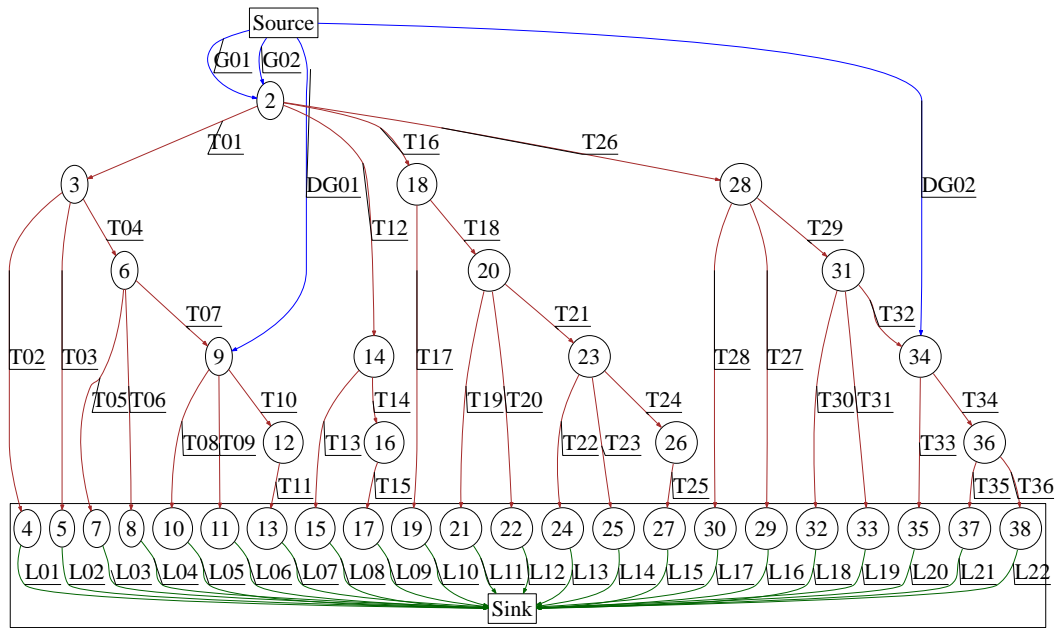 Source
G01 G02
2
T01 T16 T26
3 DG01 18 28 DG02
T04 T12 T18 T29
6 20 31
T07 T21 T32
T02 T03 9 14 T17 23 T28 T27 34
T05 T06 T10 T14 T19 T20 T24 T30 T31 T34
T08 T09 12 T13 16 T22 T23 26 T33 36
T11 T15 T25 T35 T36
4 5 7 8 10 11 13 15 17 19 21 22 24 25 27 30 29 32 33 35 37 38
L01 L02 L03 L04 L05 L06 L07 L08 L09 L10 L11 L12 L13 L14 L15 L17 L16 L18 L19 L20 L21 L22
Sink